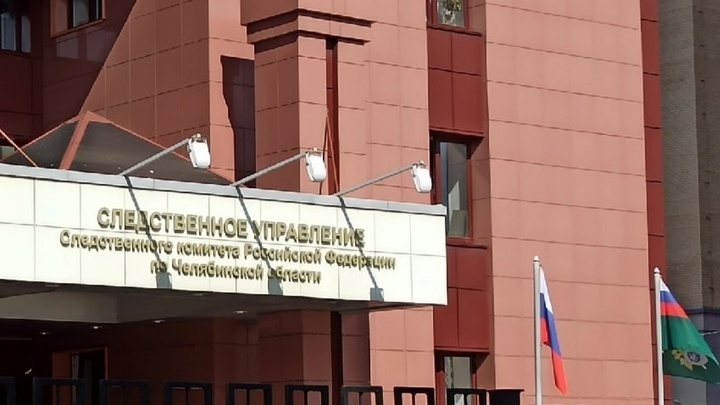 СЛЕДСТВЕННОЕ УПРАВЛЕНИЕ
Следственного комитета Российской Федерации
по Челябинской области